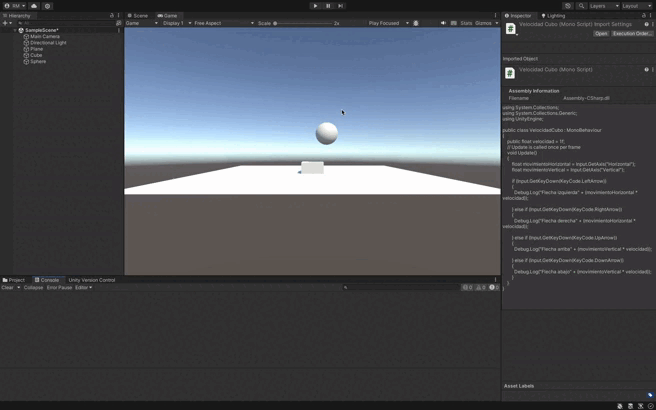 RM
Layers
Layout
Hierarchy
Scene
Game
Inspector
Lighting
All
Game
Display 1
Free Aspect
Scale
2x
Play Focused
Stats
Gizmos
SampleScene*
Main Camera
Directional Light
Plane
Cube
Sphere
Velocidad Cubo (Mono Script) Import Settings
Open
Execution Order...
Imported Object
Velocidad Cubo (Mono Script)
Assembly Information
Filename
Assembly-CSharp.dll
using System.Collections;
using System.Collections.Generic;
using UnityEngine;
public class VelocidadCubo : MonoBehaviour
{
public float velocidad = 1f;
// Update is called once per frame
void Update()
{
float movimientoHorizontal = Input.GetAxis("Horizontal");
float movimientoVertical = Input.GetAxis("Vertical");
if (Input.GetKeyDown(KeyCode.LeftArrow))
{
Debug.Log("Flecha izquierda" + (movimientoHorizontal *
velocidad));
} else if (Input.GetKeyDown(KeyCode.RightArrow))
{
Debug.Log("Flecha derecha" + (movimientoHorizontal *
velocidad));
} else if (Input.GetKeyDown(KeyCode.UpArrow))
{
Debug.Log("Flecha arriba" + (movimientoVertical * velocidad));
} else if (Input.GetKeyDown(KeyCode.DownArrow))
{
Debug.Log("Flecha abajo" + (movimientoVertical * velocidad));
}
}
}
Project
Console
Unity Version Control
Clear
Collapse
Error Pause
Editor
0
0
0
Asset Labels